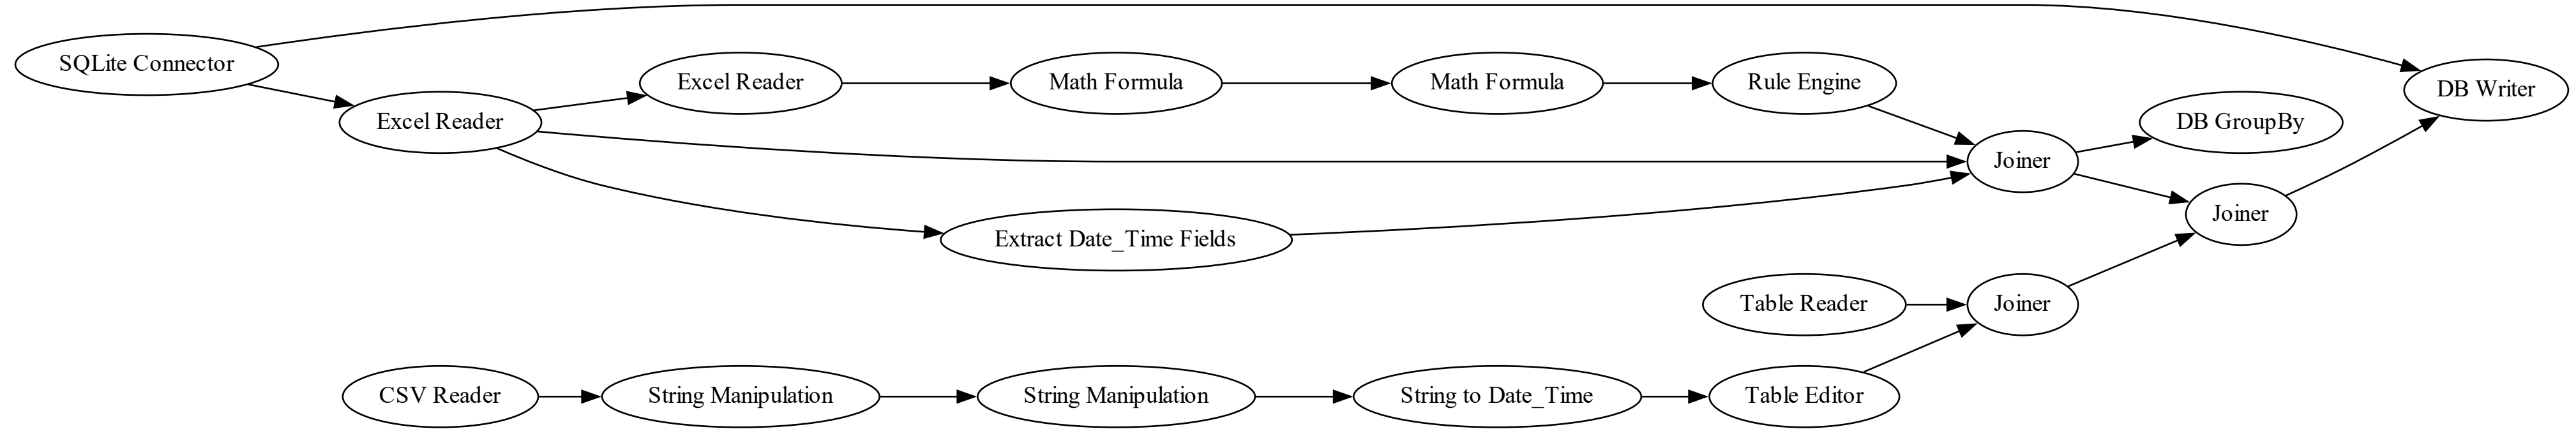 SQLite Connector
Excel Reader
Excel Reader
Math Formula
Math Formula
Rule Engine
Extract Date_Time Fields
Joiner
DB GroupBy
DB Writer
Joiner
Table Reader
Joiner
CSV Reader
String Manipulation
String Manipulation
String to Date_Time
Table Editor